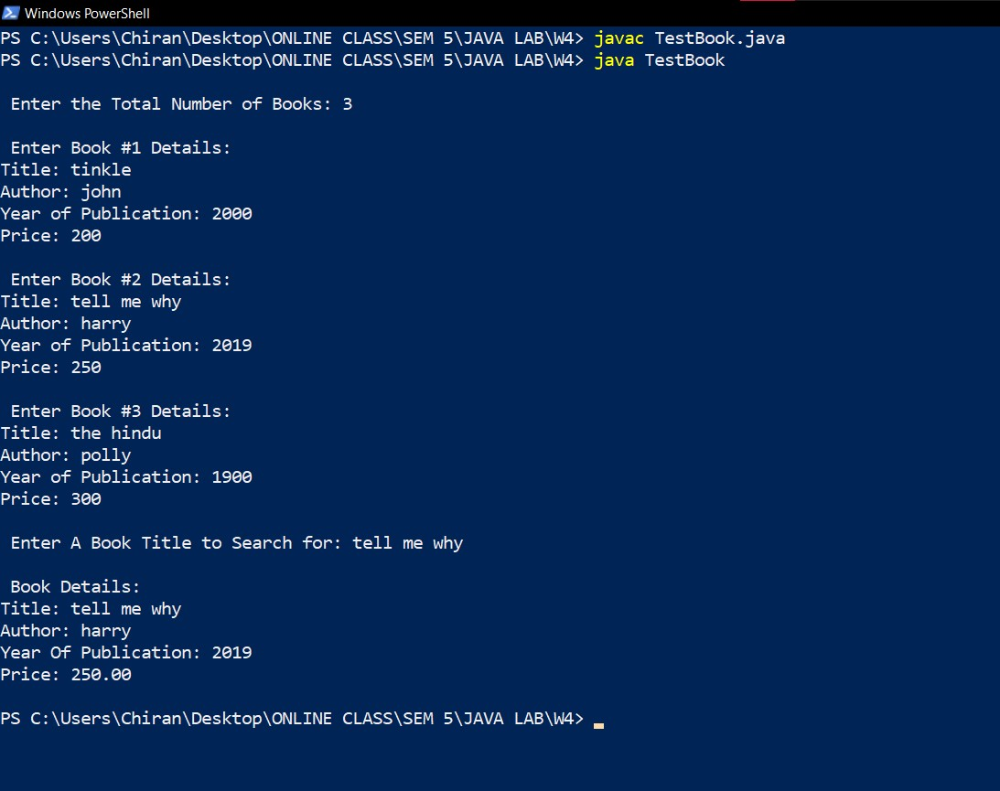 Windows PowerShell
PS C:\Users\Chiran\Desktop\ONLINE CLASS\SEM 5\JAVA LAB\W4> javac TestBook.java
PS C:\Users\Chiran\Desktop\ONLINE CLASS\SEM 5\JAVA LAB\W4> java TestBook
Enter the Total Number of Books: 3
Enter Book #1 Details:
Title: tinkle
Author: john
Year of Publication: 2000
Price: 200
Enter Book #2 Details:
Title: tell me why
Author: harry
Year of Publication: 2019
Price: 250
Enter Book #3 Details:
Title: the hindu
Author: polly
Year of Publication: 1900
Price: 300
Enter A Book Title to Search for: tell me why
Book Details:
Title: tell me why
Author: harry
Year Of Publication: 2019
Price: 250.00
PS C:\Users\Chiran\Desktop\ONLINE CLASS\SEM 5\JAVA LAB\W4>